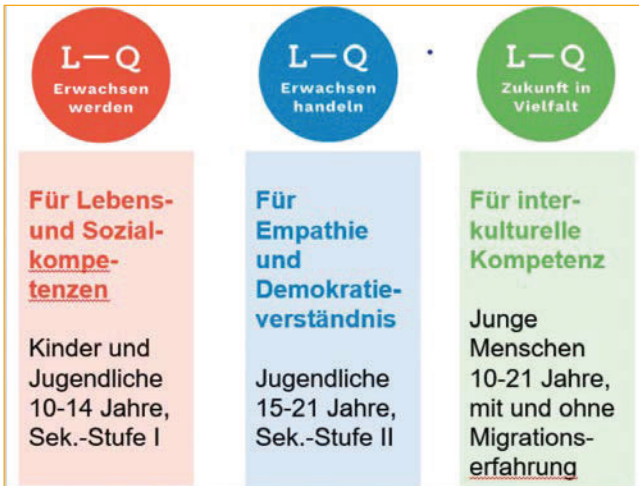 L–Q
Erwachsen
werden
L–Q
Erwachsen
handeln
L–Q
Zukunft in
Vielfalt
Für Lebens-
und Sozial-
kompe-
tenzen
Kinder und
Jugendliche
10-14 Jahre,
Sek.-Stufe I
Für
Empathie
und
Demokratie-
verständnis
Jugendliche
15-21 Jahre,
Sek.-Stufe II
Für inter-
kulturelle
Kompetenz
Junge
Menschen
10-21 Jahre,
mit und ohne
Migrations-
erfahrung